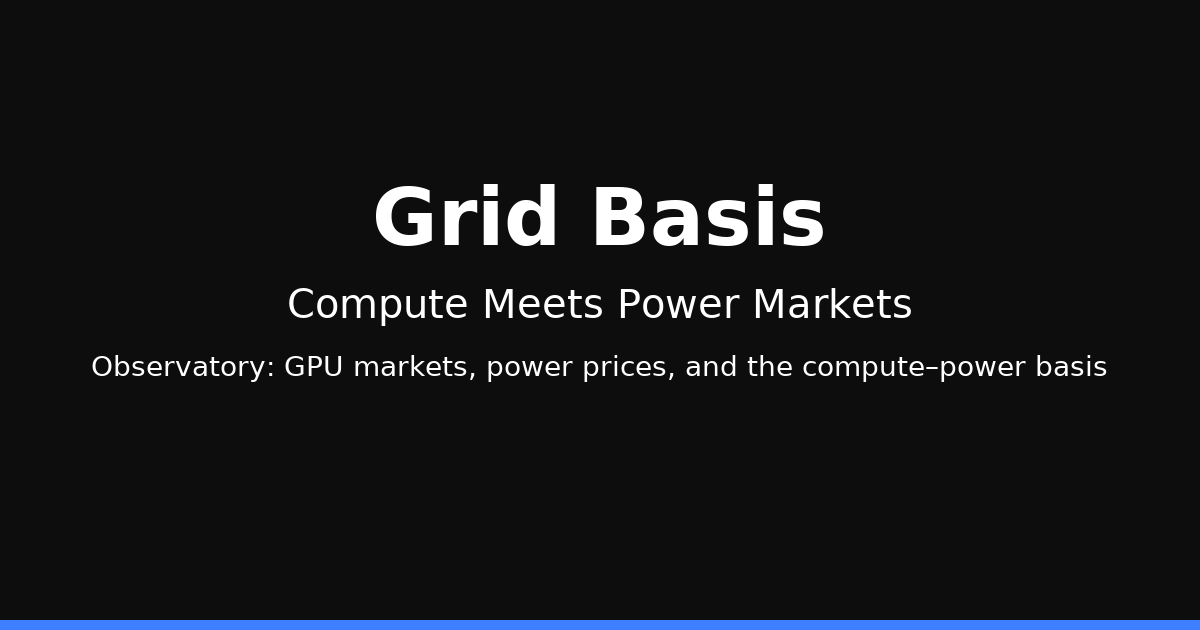 Grid Basis
Compute Meets Power Markets
Observatory: GPU markets, power prices, and the compute–power basis